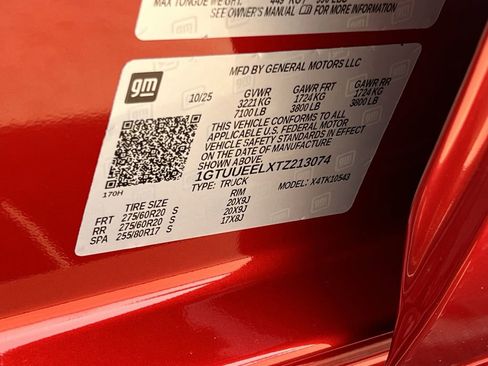 MAX TONGUE WEIGHT.
SEE OWNER'S MANUAL FOR MORE INFORMATION
gm
MFD BY GENERAL MOTORS LLC
10/25 GVWR GAWR FRT GAWR RR
3221 KG 1724 KG 1724 KG
7100 LB 3800 LB 3800 LB
THIS VEHICLE CONFORMS TO ALL
APPLICABLE U.S. FEDERAL MOTOR
VEHICLE SAFETY STANDARDS IN EFFECT ON
THE DATE OF MANUFACTURE
SHOWN ABOVE.
1GTUUEELXTZ213074
170H
TYPE: TRUCK MODEL: X4TK10543
TIRE SIZE RIM
FRT 275/60R20 S 20X9J
RR 275/60R20 S 20X9J
SPA 255/80R17 S 17X8J